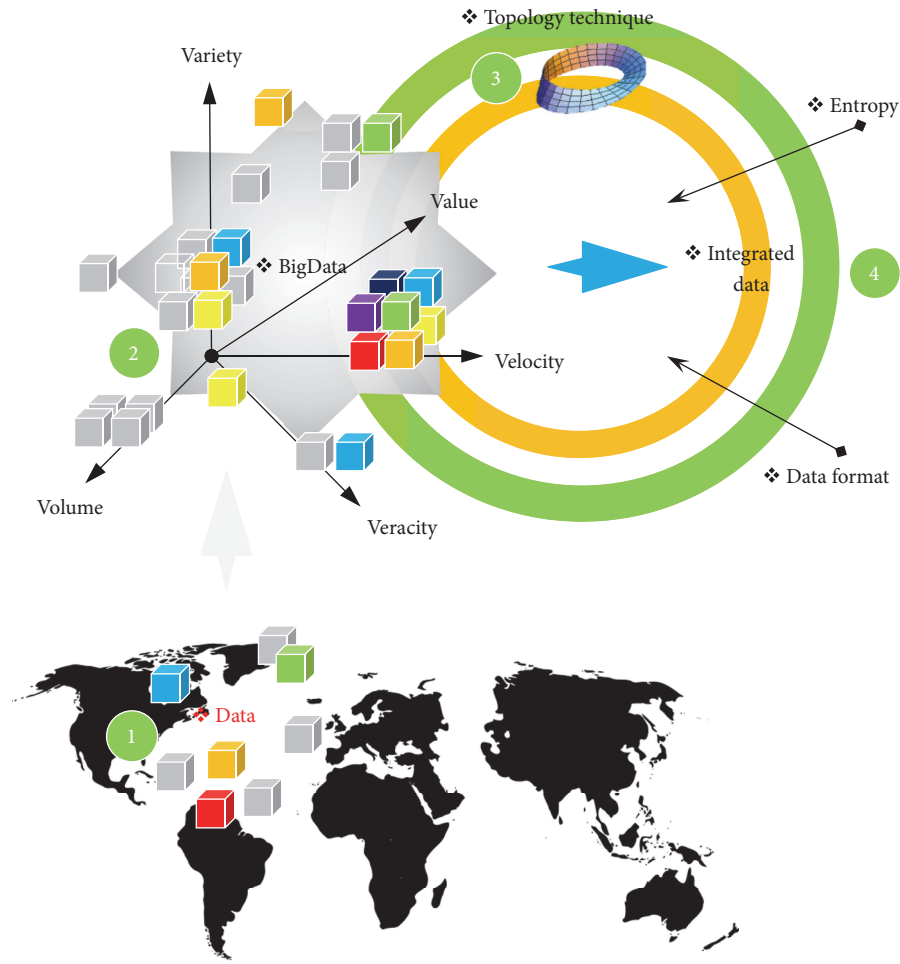 ❖ Topology technique
Variety
3
❖ Entropy
Value
❖ BigData
❖ Integrated
data
4
2
Velocity
❖ Data format
Volume
Veracity
❖ Data
1